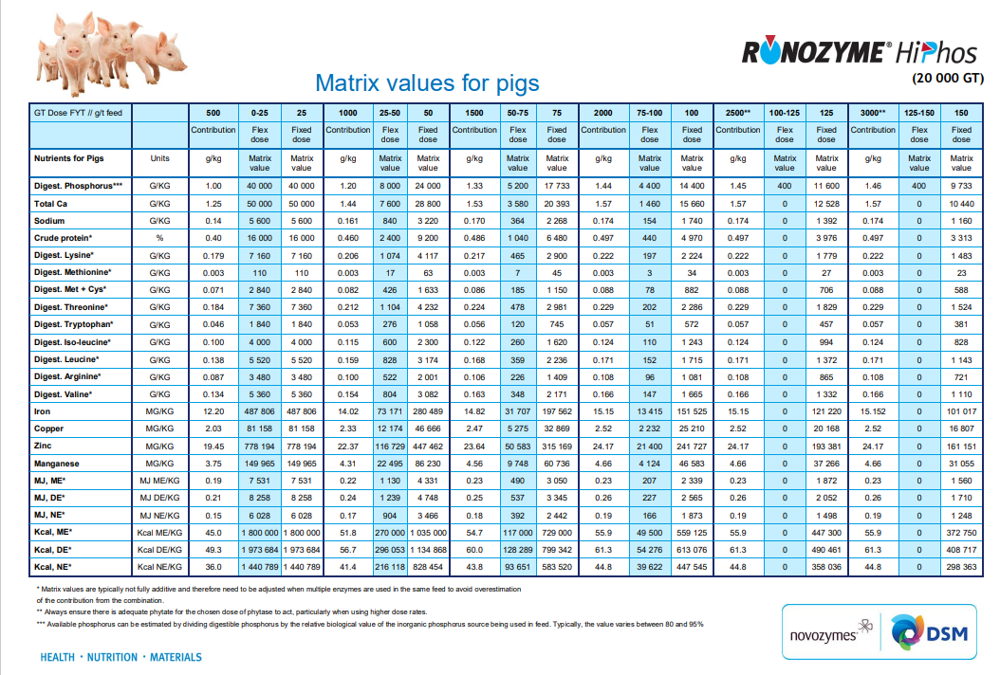 RONOZYME® HiPhos
(20 000 GT)
Matrix values for pigs
GT Dose FYT // g/t feed 500 0-25 25 1000 25-50 50 1500 50-75 75 2000 75-100 100 2500** 100-125 125 3000** 125-150 150
Contribution Flex dose Fixed dose Contribution Flex dose Fixed dose Contribution Flex dose Fixed dose Contribution Flex dose Fixed dose Contribution Flex dose Fixed dose Contribution Flex dose Fixed dose
Nutrients for Pigs Units g/kg Matrix value Matrix value g/kg Matrix value Matrix value g/kg Matrix value Matrix value g/kg Matrix value Matrix value g/kg Matrix value Matrix value g/kg Matrix value Matrix value
Digest. Phosphorus*** G/KG 1.00 40 000 40 000 1.20 8 000 24 000 1.33 5 200 17 733 1.44 4 400 14 400 1.45 400 11 600 1.46 400 9 733
Total Ca G/KG 1.25 50 000 50 000 1.44 7 600 28 800 1.53 3 580 20 393 1.57 1 460 15 660 1.57 0 12 528 1.57 0 10 440
Sodium G/KG 0.14 5 600 5 600 0.161 840 3 220 0.170 364 2 268 0.174 154 1 740 0.174 0 1 392 0.174 0 1 160
Crude protein* % 0.40 16 000 16 000 0.460 2 400 9 200 0.486 1 040 6 480 0.497 440 4 970 0.497 0 3 976 0.497 0 3 313
Digest. Lysine* G/KG 0.179 7 160 7 160 0.206 1 074 4 117 0.217 465 2 900 0.222 197 2 224 0.222 0 1 779 0.222 0 1 483
Digest. Methionine* G/KG 0.003 110 110 0.003 17 63 0.003 7 45 0.003 3 34 0.003 0 27 0.003 0 23
Digest. Met + Cys* G/KG 0.071 2 840 2 840 0.082 426 1 633 0.086 185 1 150 0.088 78 882 0.088 0 706 0.088 0 588
Digest. Threonine* G/KG 0.184 7 360 7 360 0.212 1 104 4 232 0.224 478 2 981 0.229 202 2 286 0.229 0 1 829 0.229 0 1 524
Digest. Tryptophan* G/KG 0.046 1 840 1 840 0.053 276 1 058 0.056 120 745 0.057 51 572 0.057 0 457 0.057 0 381
Digest. Iso-leucine* G/KG 0.100 4 000 4 000 0.115 600 2 300 0.122 260 1 620 0.124 110 1 243 0.124 0 994 0.124 0 828
Digest. Leucine* G/KG 0.138 5 520 5 520 0.159 828 3 174 0.168 359 2 236 0.171 152 1 715 0.171 0 1 372 0.171 0 1 143
Digest. Arginine* G/KG 0.087 3 480 3 480 0.100 522 2 001 0.106 226 1 409 0.108 96 1 081 0.108 0 865 0.108 0 721
Digest. Valine* G/KG 0.134 5 360 5 360 0.154 804 3 082 0.163 348 2 171 0.166 147 1 665 0.166 0 1 332 0.166 0 1 110
Iron MG/KG 12.20 487 806 487 806 14.02 73 171 280 489 14.82 31 707 197 562 15.15 13 415 151 525 15.15 0 121 220 15.152 0 101 017
Copper MG/KG 2.03 81 158 81 158 2.33 12 174 46 666 2.47 5 275 32 869 2.52 2 232 25 210 2.52 0 20 168 2.52 0 16 807
Zinc MG/KG 19.45 778 194 778 194 22.37 116 729 447 462 23.64 50 583 315 169 24.17 21 400 241 727 24.17 0 193 381 24.17 0 161 151
Manganese MG/KG 3.75 149 965 149 965 4.31 22 495 86 230 4.56 9 748 60 736 4.66 4 124 46 583 4.66 0 37 266 4.66 0 31 055
MJ, ME* MJ ME/KG 0.19 7 531 7 531 0.22 1 130 4 331 0.23 490 3 050 0.23 207 2 339 0.23 0 1 872 0.23 0 1 560
MJ, DE* MJ DE/KG 0.21 8 258 8 258 0.24 1 239 4 748 0.25 537 3 345 0.26 227 2 565 0.26 0 2 052 0.26 0 1 710
MJ, NE* MJ NE/KG 0.15 6 028 6 028 0.17 904 3 466 0.18 392 2 442 0.19 166 1 873 0.19 0 1 498 0.19 0 1 248
Kcal, ME* Kcal ME/KG 45.0 1 800 000 1 800 000 51.8 270 000 1 035 000 54.7 117 000 729 000 55.9 49 500 559 125 55.9 0 447 300 55.9 0 372 750
Kcal, DE* Kcal DE/KG 49.3 1 973 684 1 973 684 56.7 296 053 1 134 868 60.0 128 289 799 342 61.3 54 276 613 076 61.3 0 490 461 61.3 0 408 717
Kcal, NE* Kcal NE/KG 36.0 1 440 789 1 440 789 41.4 216 118 828 454 43.8 93 651 583 520 44.8 39 622 447 545 44.8 0 358 036 44.8 0 298 363
* Matrix values are typically not fully additive and therefore need to be adjusted when multiple enzymes are used in the same feed to avoid overestimation
of the contribution from the combination.
** Always ensure there is adequate phytate for the chosen dose of phytase to act, particularly when using higher dose rates.
*** Available phosphorus can be estimated by dividing digestible phosphorus by the relative biological value of the inorganic phosphorus source being used in feed. Typically, the value varies between 80 and 95%
novozymes
DSM
HEALTH · NUTRITION · MATERIALS